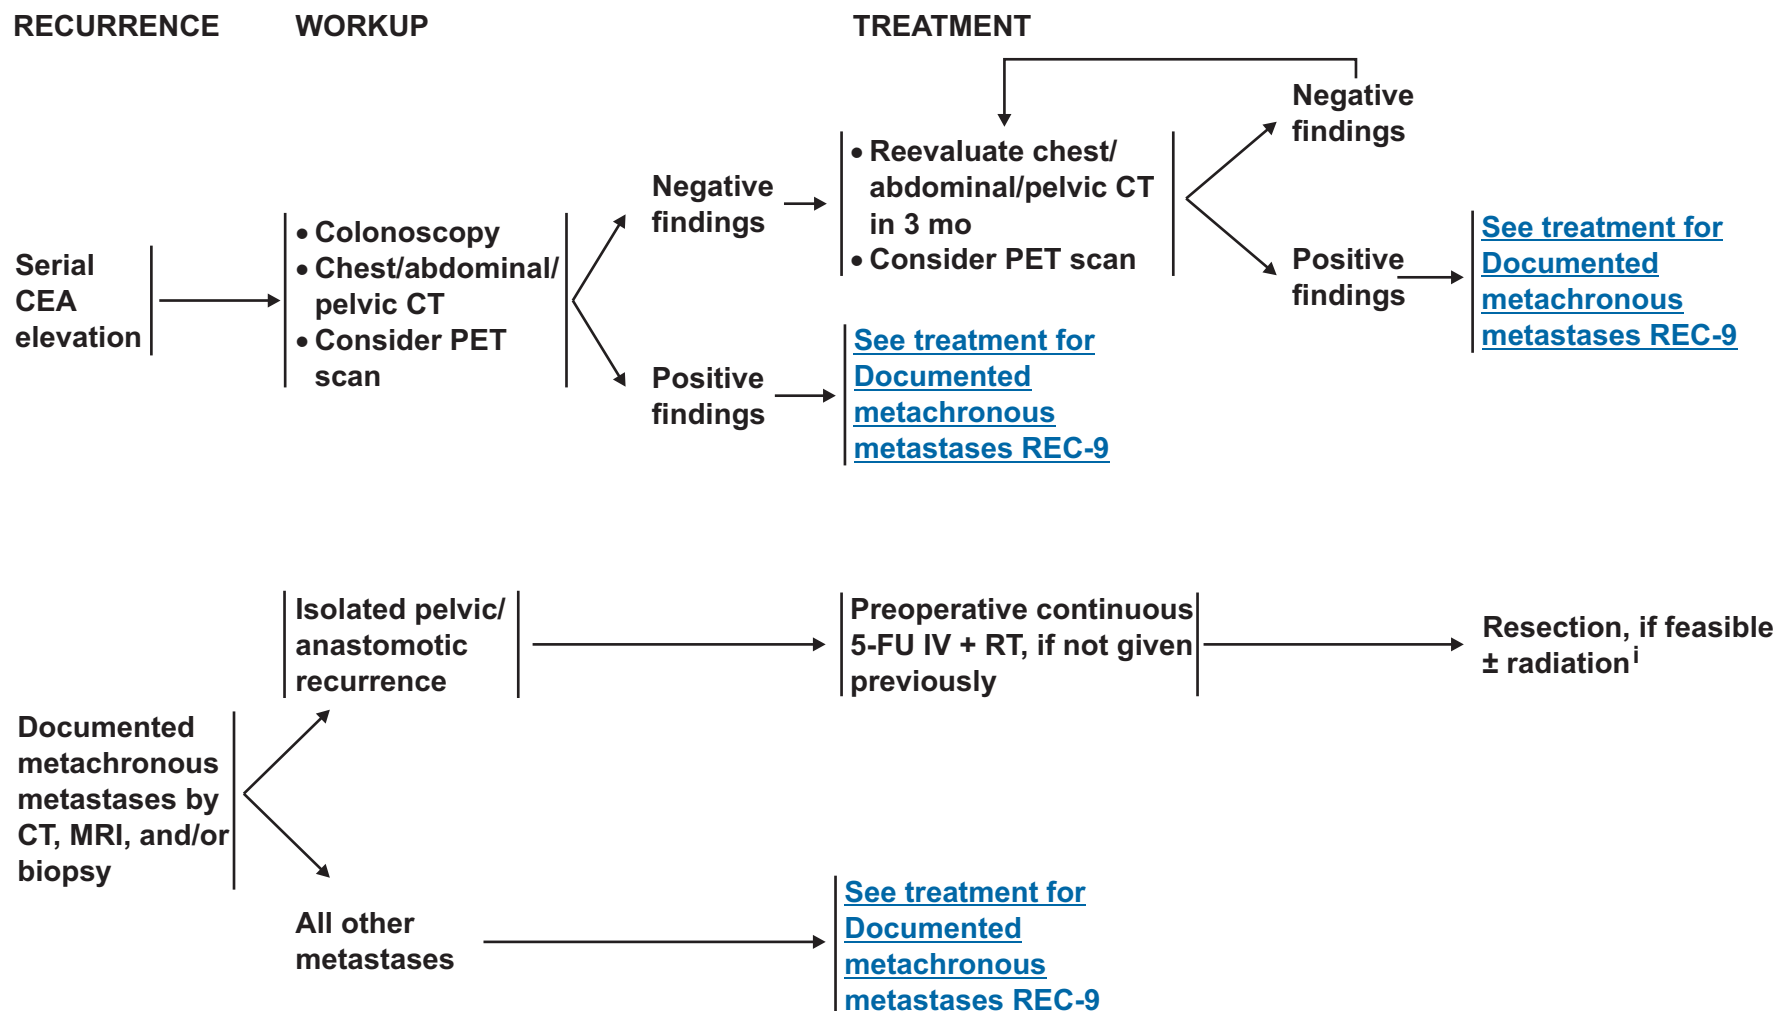 RECURRENCE
WORKUP
TREATMENT
Serial
CEA
elevation
• Colonoscopy
• Chest/abdominal/
pelvic CT
• Consider PET
scan
Negative
findings
• Reevaluate chest/
abdominal/pelvic CT
in 3 mo
• Consider PET scan
Negative
findings
Positive
findings
See treatment for
Documented
metachronous
metastases REC-9
Positive
findings
See treatment for
Documented
metachronous
metastases REC-9
Documented
metachronous
metastases by
CT, MRI, and/or
biopsy
Isolated pelvic/
anastomotic
recurrence
Preoperative continuous
5-FU IV + RT, if not given
previously
Resection, if feasible
± radiation i
All other
metastases
See treatment for
Documented
metachronous
metastases REC-9